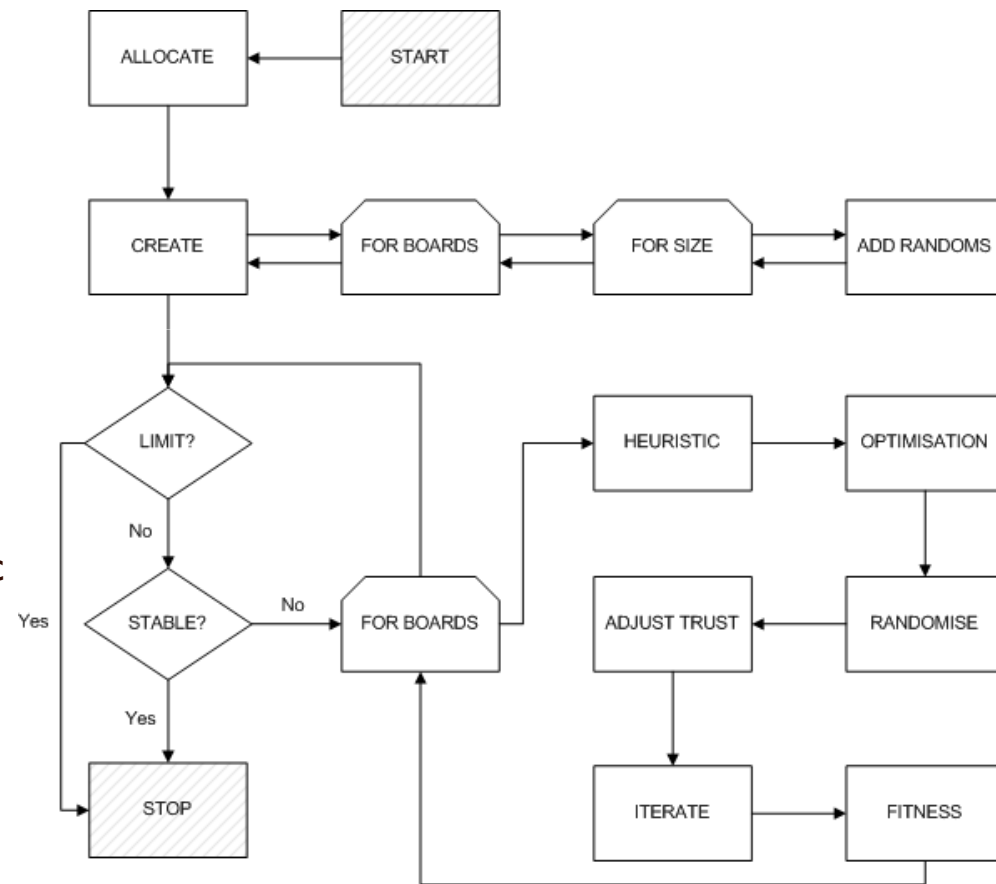 ALLOCATE
START
CREATE
FOR BOARDS
FOR SIZE
ADD RANDOMS
LIMIT?
HEURISTIC
OPTIMISATION
No
c
Yes
STABLE?
No
FOR BOARDS
ADJUST TRUST
RANDOMISE
Yes
STOP
ITERATE
FITNESS